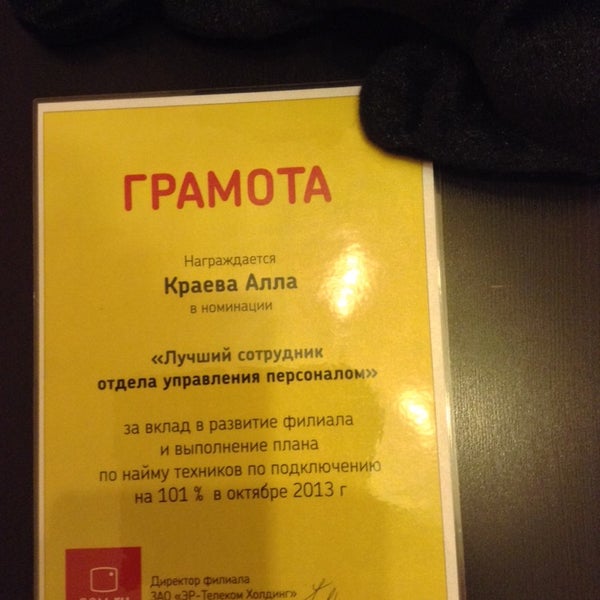 ГРАМОТА
Награждается
Краева Алла
в номинации
«Лучший сотрудник
отдела управления персоналом»
за вклад в развитие филиала
и выполнение плана
по найму техников по подключению
на 101 % в октябре 2013 г
Директор филиала
ЗАО «ЭР-Телеком Холдинг»